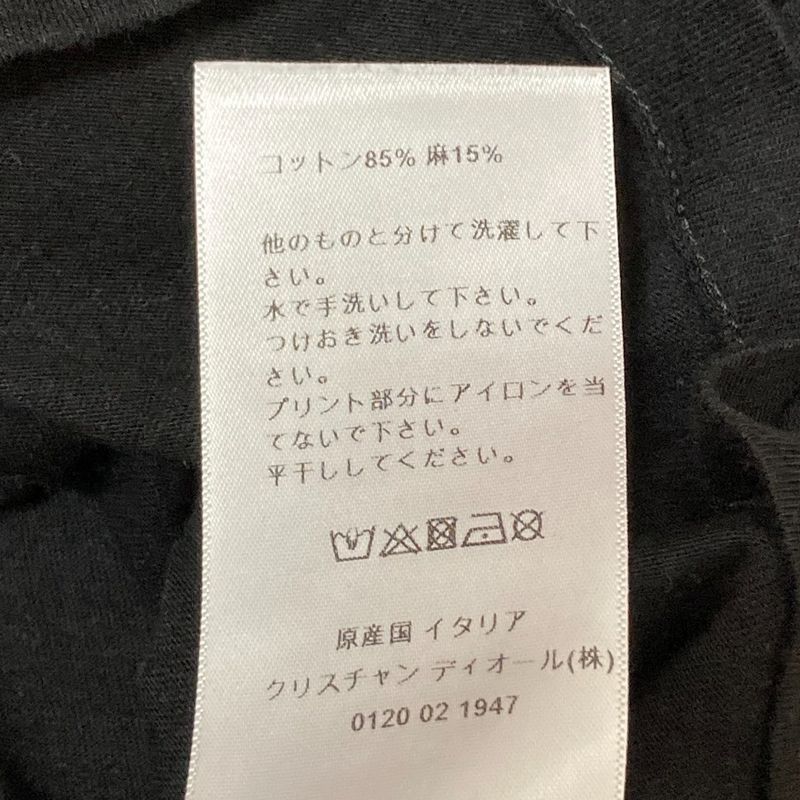 コットン85% 麻15%
他のものと分けて洗濯して下
さい。
水で手洗いして下さい。
つけおき洗いをしないでくだ
さい。
プリント部分にアイロンを当
てないで下さい。
平干ししてください。
原産国 イタリア
クリスチャン ディオール(株)
0120 02 1947